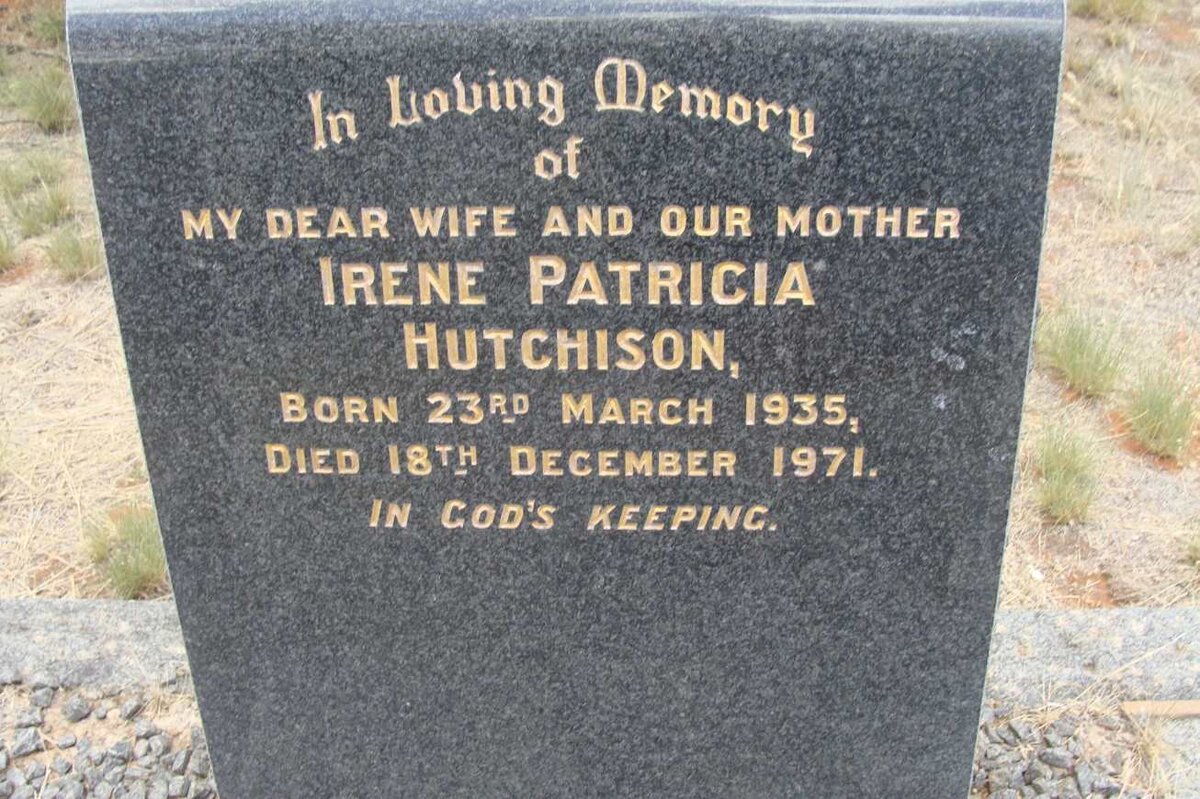 In Loving Memory
of
MY DEAR WIFE AND OUR MOTHER
IRENE PATRICIA
HUTCHISON,
BORN 23RD MARCH 1935,
DIED 18TH DECEMBER 1971.
IN GOD'S KEEPING.